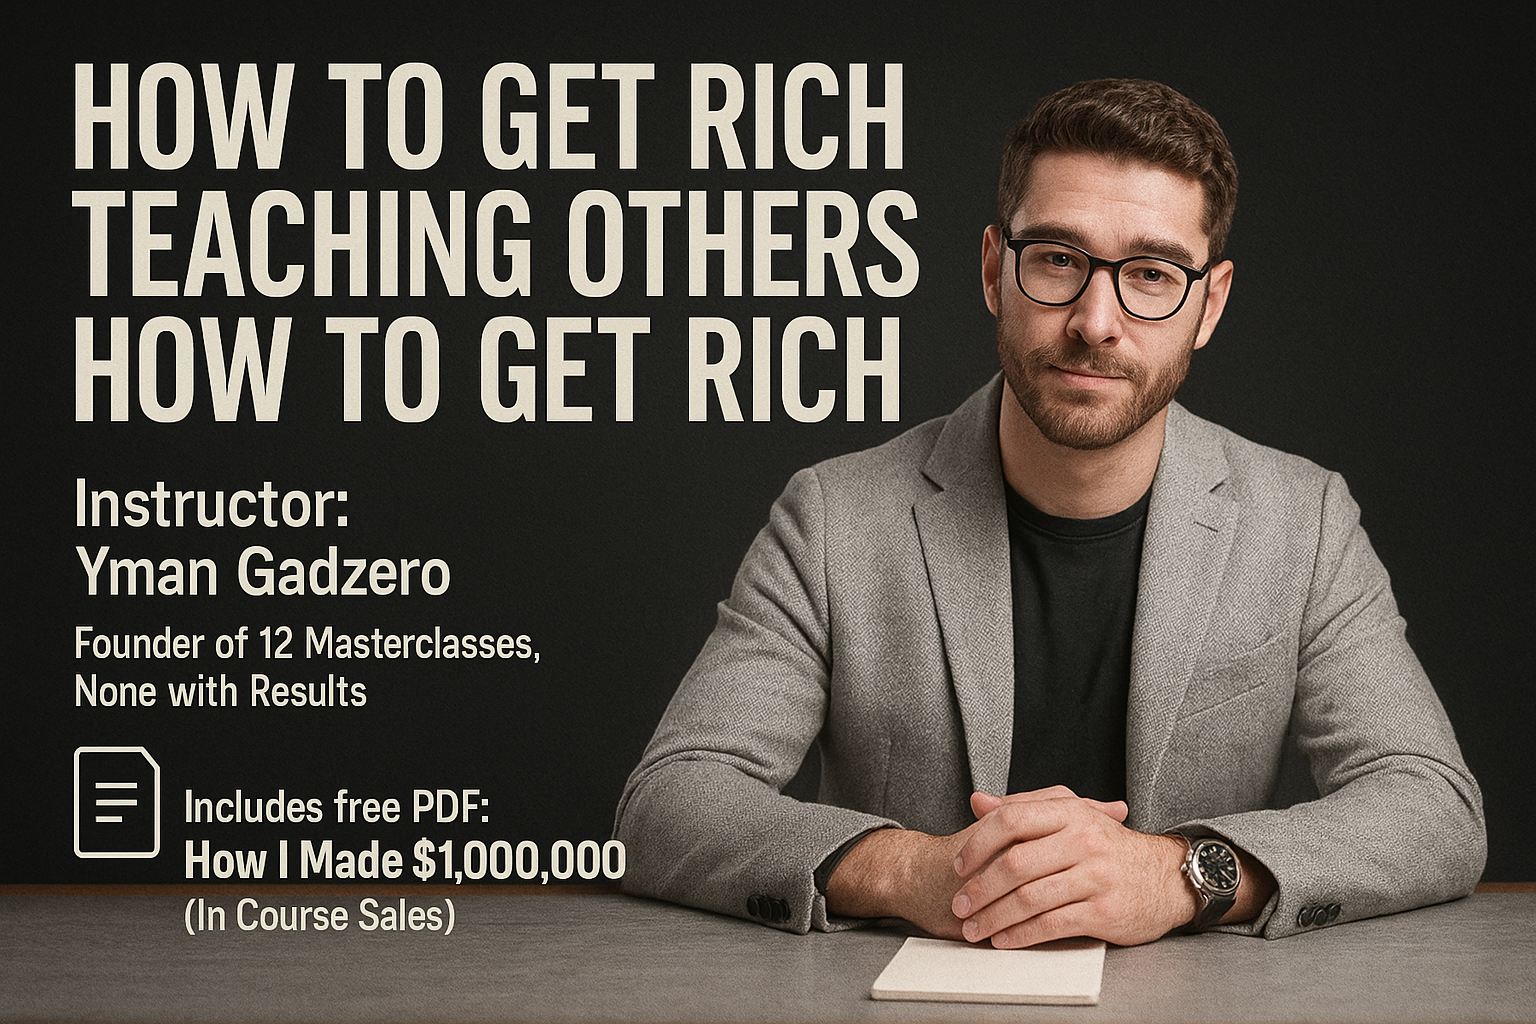 HOW TO GET RICH
TEACHING OTHERS
HOW TO GET RICH
Instructor:
Yman Gadzero
Founder of 12 Masterclasses,
None with Results
Includes free PDF:
How I Made $1,000,000
(In Course Sales)